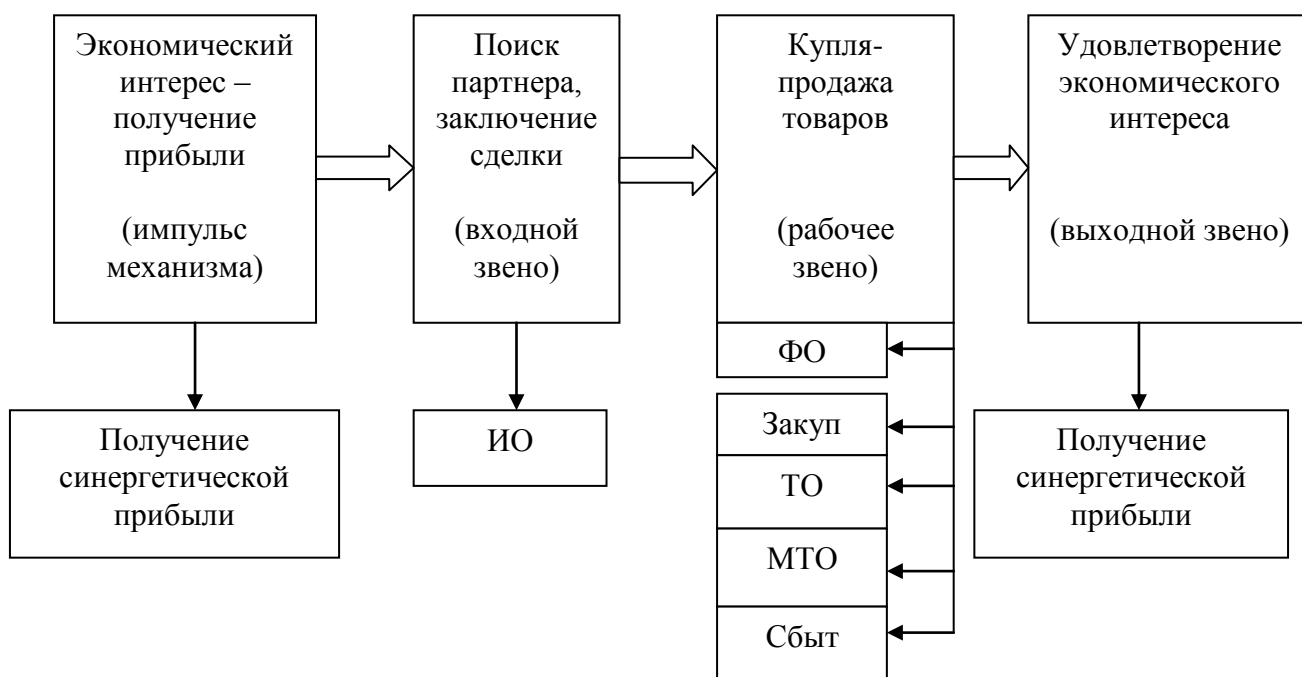 Экономический
интерес –
получение
прибыли
(импульс
механизма)
Поиск
партнера,
заключение
сделки
(входной
звено)
Купля-
продажа
товаров
(рабочее
звено)
Удовлетворение
экономического
интереса
(выходной звено)
Получение
синергетической
прибыли
ИО
ФО
Закуп
ТО
МТО
Сбыт
Получение
синергетической
прибыли